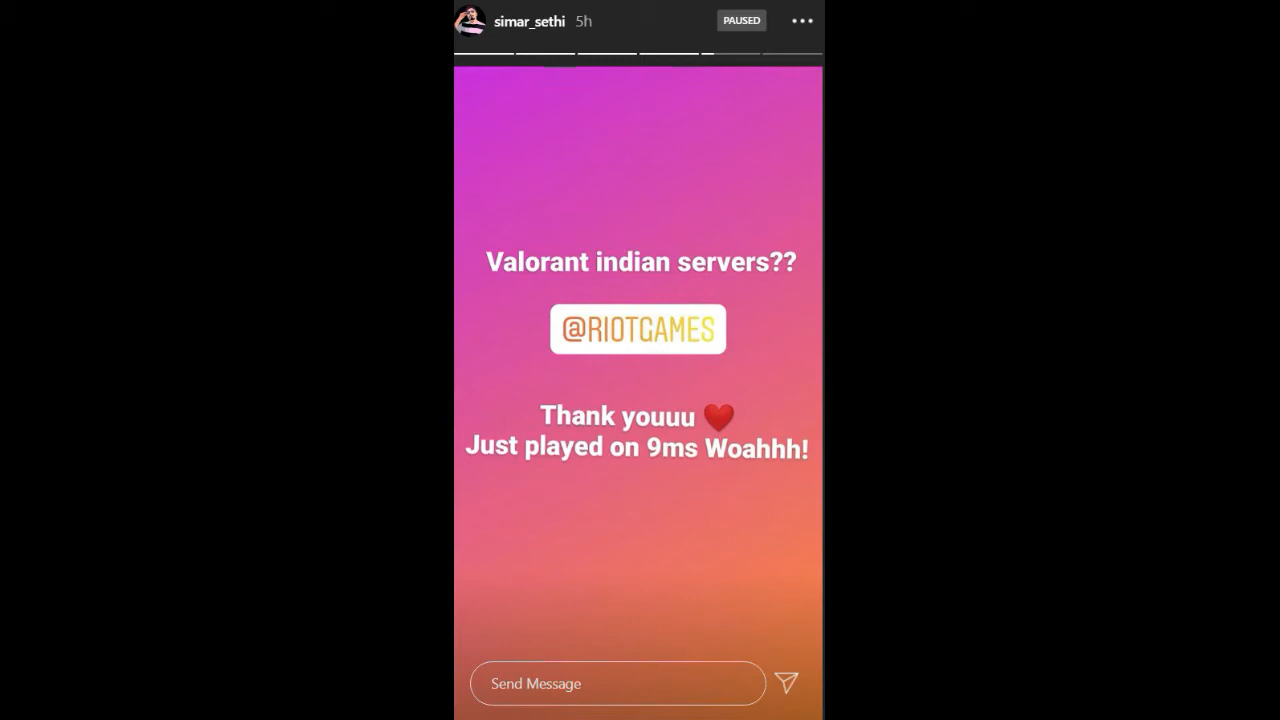 simar_sethi 5h PAUSED
Valorant indian servers??
@RIOTGAMES
Thank youuu ❤️
Just played on 9ms Woahhh!
Send Message